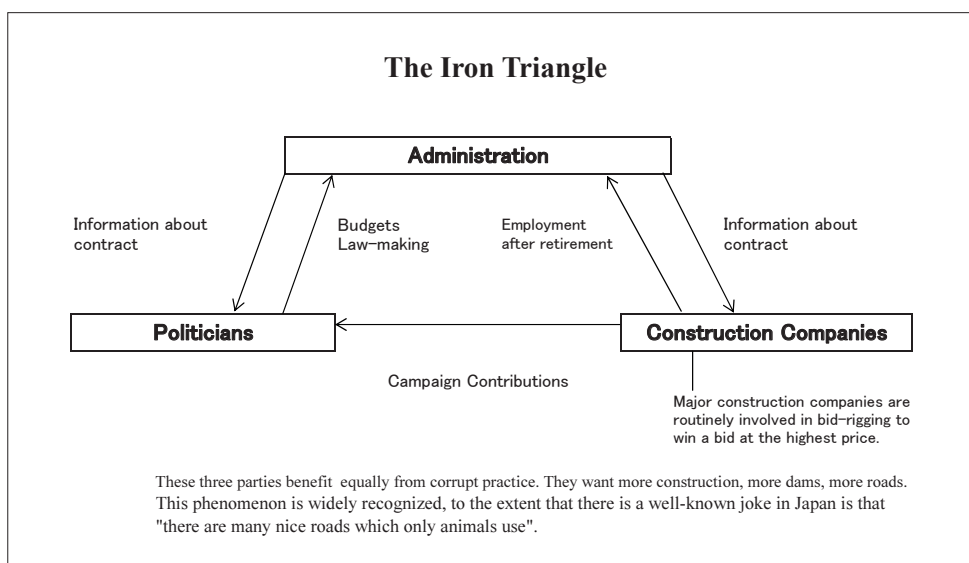 The Iron Triangle
Administration
Information about
contract
Budgets
Law-making
Employment
after retirement
Information about
contract
Politicians
Construction Companies
Campaign Contributions
Major construction companies are
routinely involved in bid-rigging to
win a bid at the highest price.
These three parties benefit equally from corrupt practice. They want more construction, more dams, more roads.
This phenomenon is widely recognized, to the extent that there is a well-known joke in Japan is that
"there are many nice roads which only animals use".